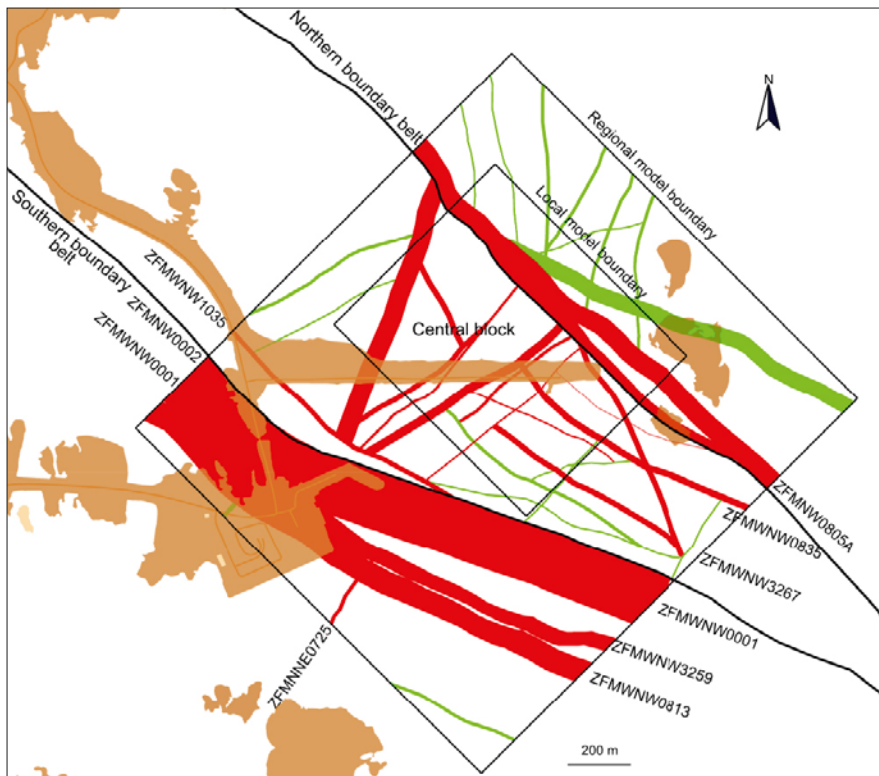 Northern boundary belt
N
Regional model boundary
Southern boundary
belt
Local model boundary
ZFMWNW1035
ZFMNW0002
ZFMWNW0001
Central block
ZFMNW0805A
ZFMWNW0835
ZFMWNW3267
ZFMWNW0001
ZFMWNW3259
ZFMWNW0813
ZFMNNE0725
200 m